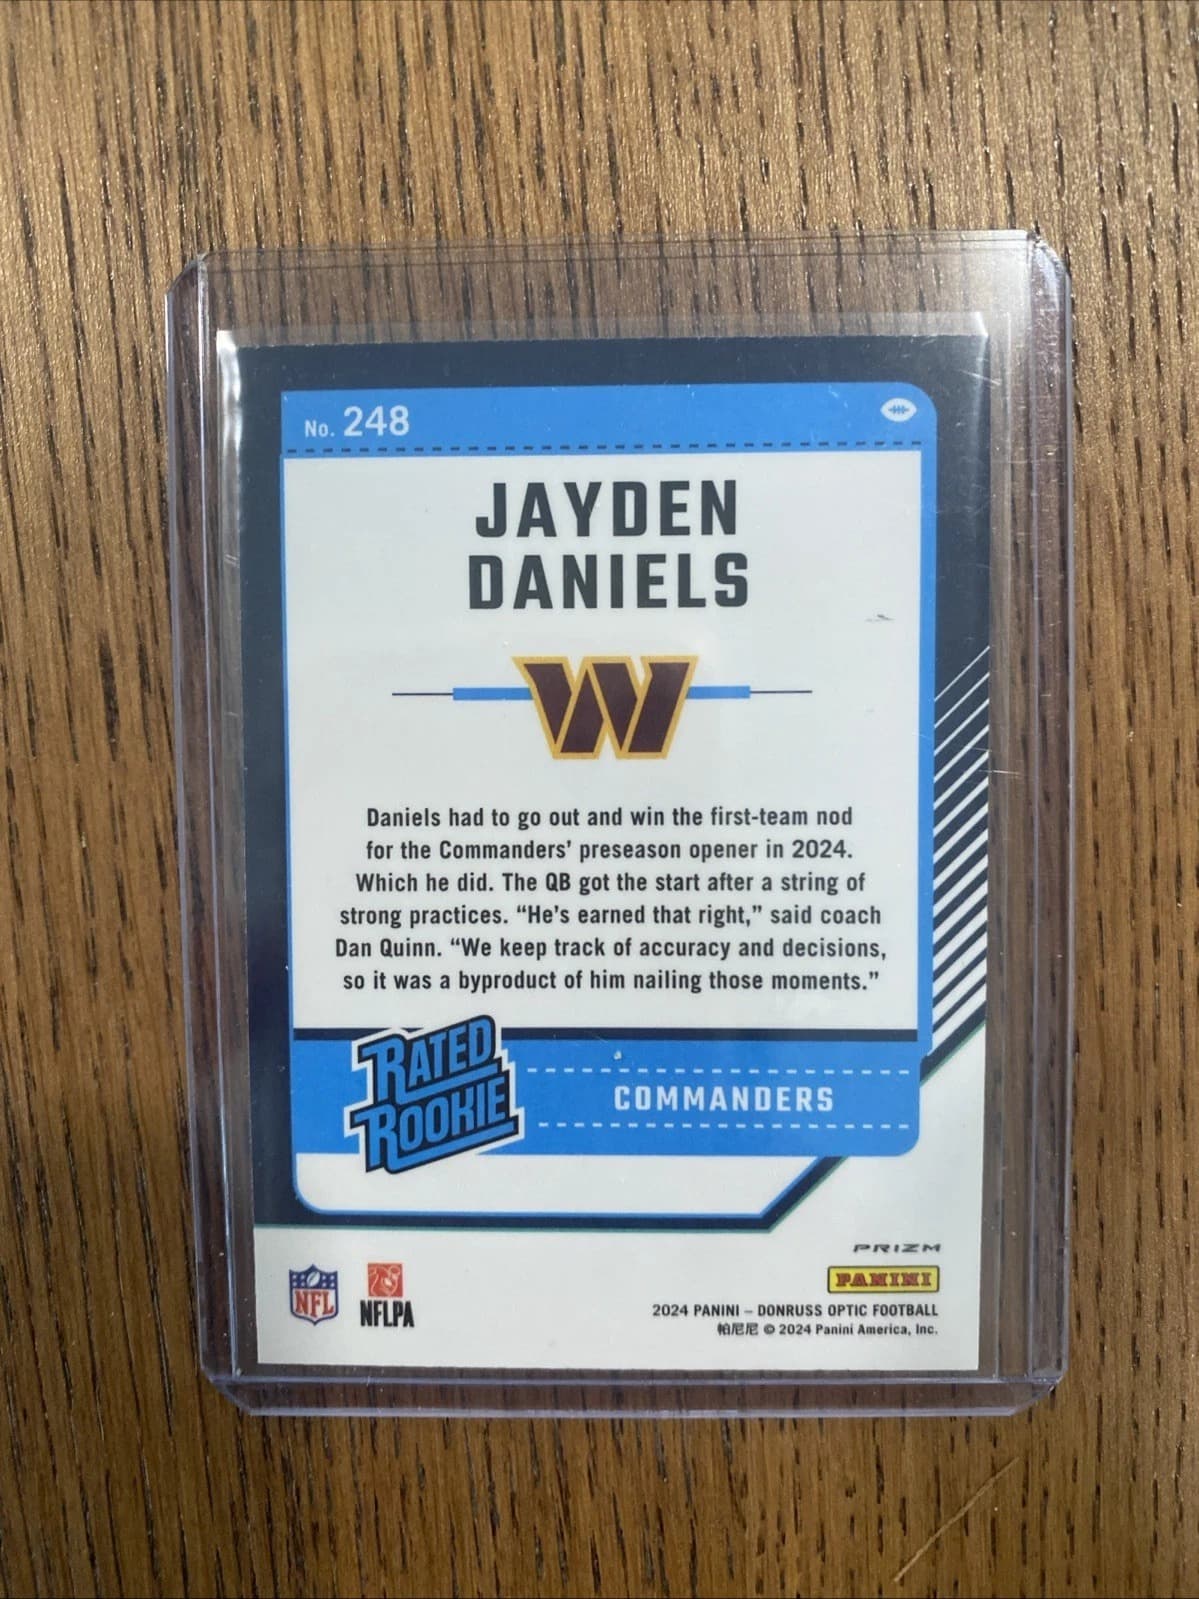 No. 248
JAYDEN
DANIELS
W
Daniels had to go out and win the first-team nod
for the Commanders’ preseason opener in 2024.
Which he did. The QB got the start after a string of
strong practices. “He’s earned that right,” said coach
Dan Quinn. “We keep track of accuracy and decisions,
so it was a byproduct of him nailing those moments.”
RATED
ROOKIE
COMMANDERS
PRIZM
PANINI
NFL
NFLPA
2024 PANINI – DONRUSS OPTIC FOOTBALL
帕尼尼 © 2024 Panini America, Inc.